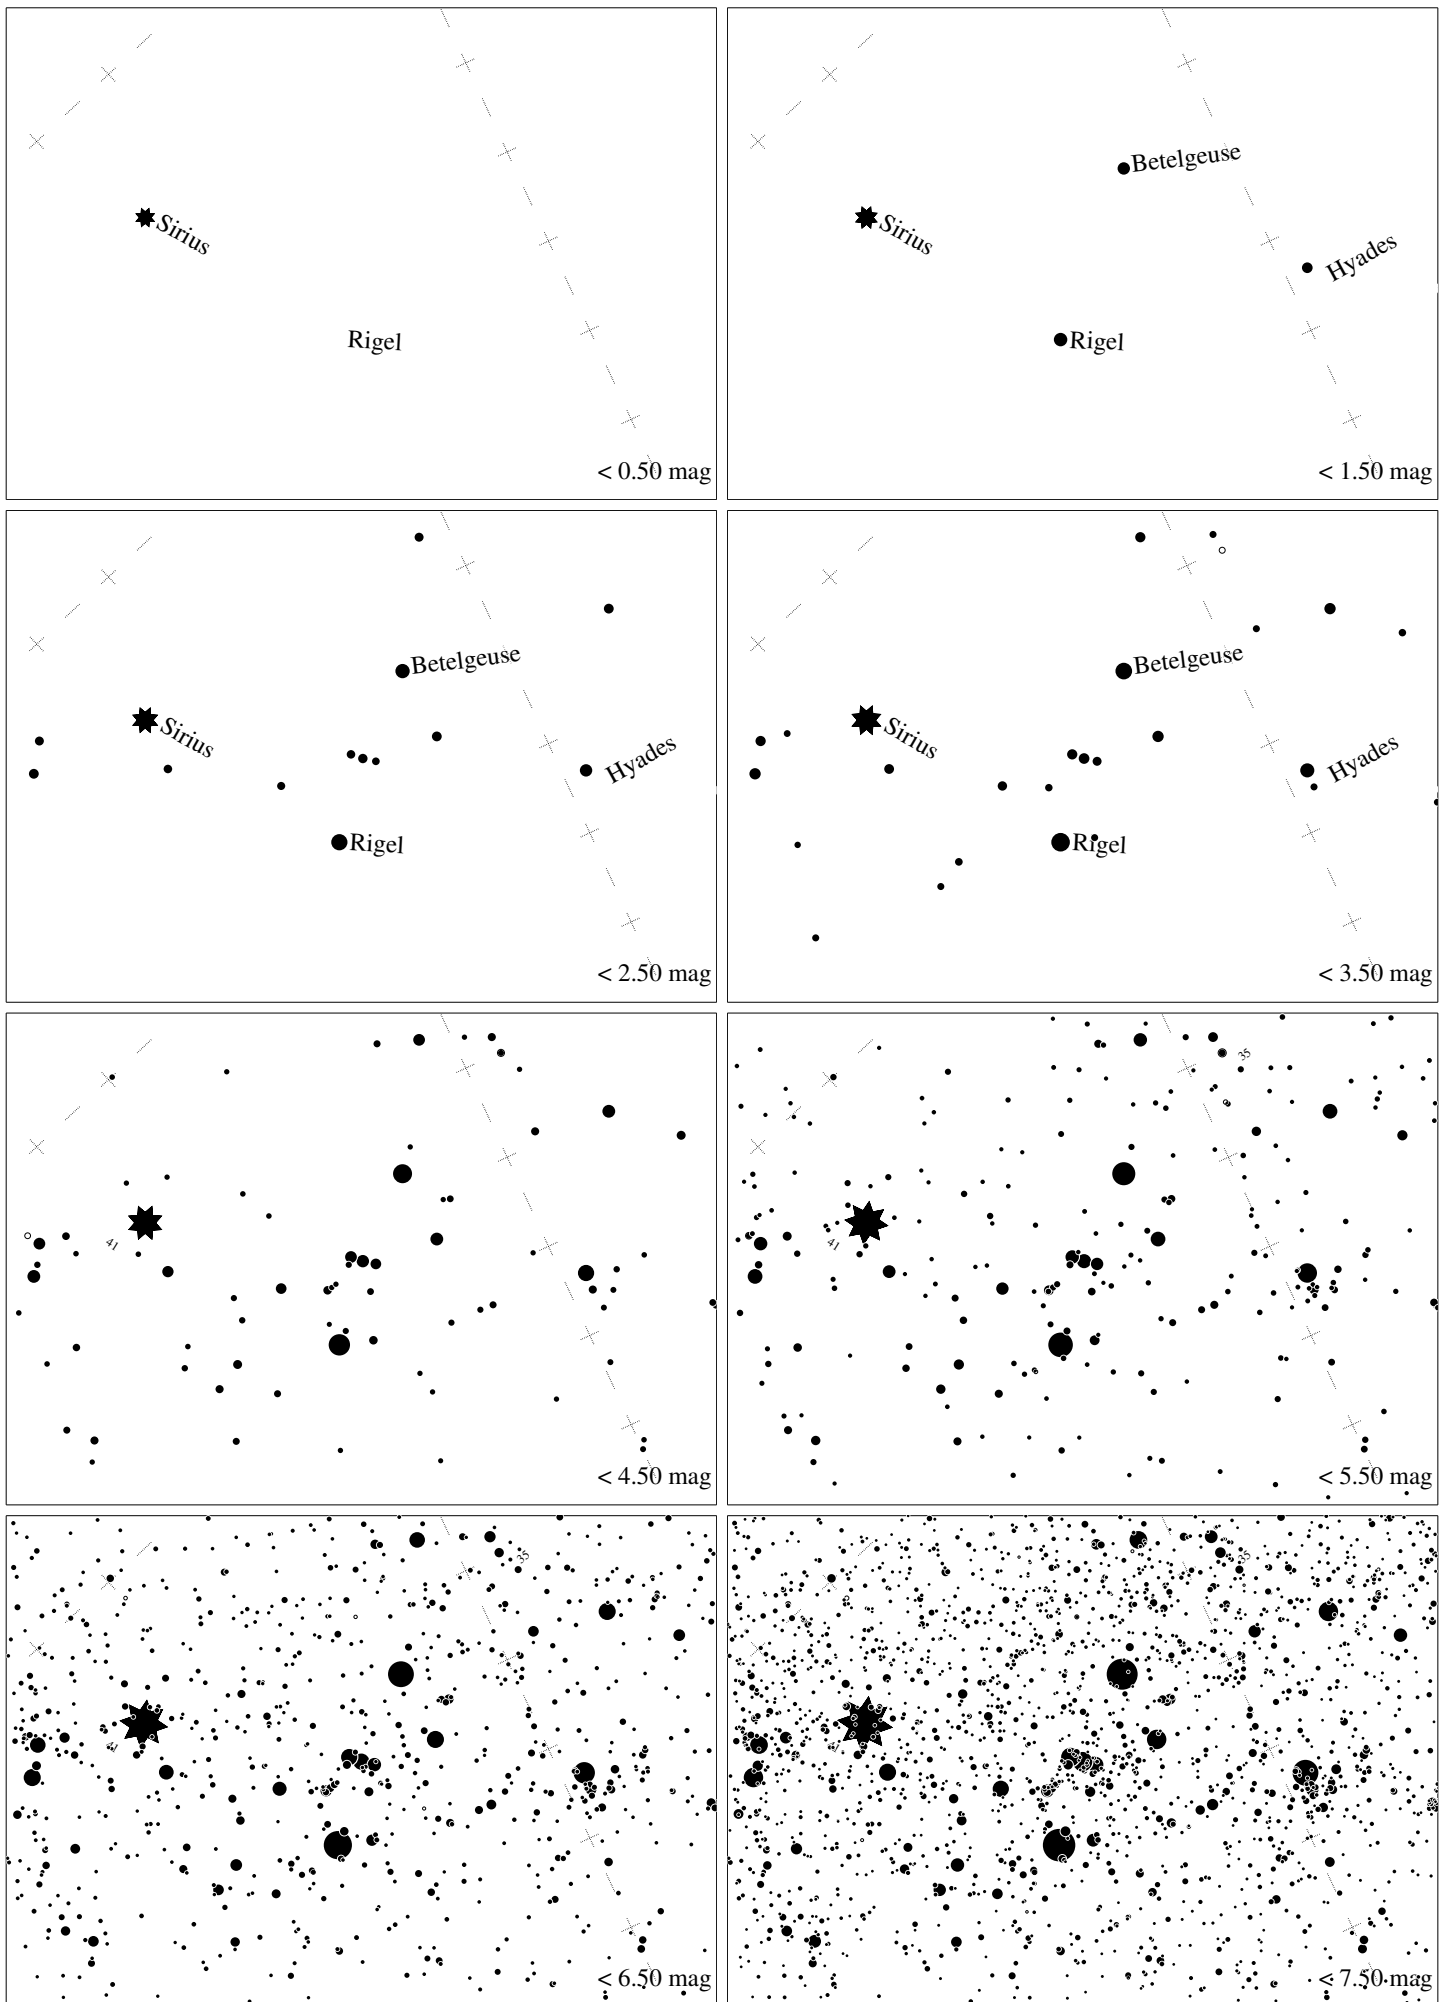 Sirius
Rigel
< 0.50 mag
Betelgeuse
Sirius
Hyades
Rigel
< 1.50 mag
Betelgeuse
Sirius
Hyades
Rigel
< 2.50 mag
Betelgeuse
Sirius
Hyades
Rigel
< 3.50 mag
41
< 4.50 mag
35
41
< 5.50 mag
35
41
< 6.50 mag
35
41
< 7.50 mag